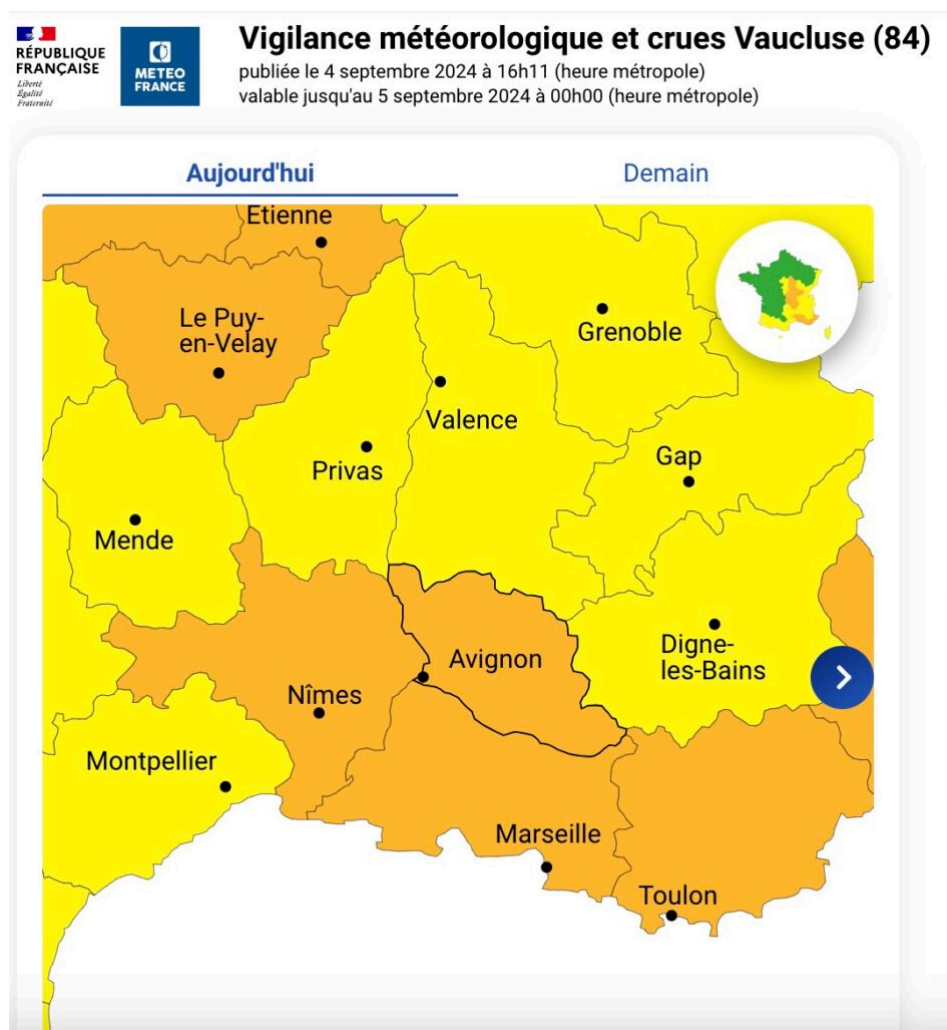 RÉPUBLIQUE
FRANÇAISE
Liberté
Égalité
Fraternité
METEO
FRANCE
Vigilance météorologique et crues Vaucluse (84)
publiée le 4 septembre 2024 à 16h11 (heure métropole)
valable jusqu'au 5 septembre 2024 à 00h00 (heure métropole)
Aujourd'hui
Demain
Etienne
Le Puy-
en-Velay
Grenoble
Valence
Privas
Gap
Mende
Avignon
Digne-
les-Bains
Nîmes
Montpellier
Marseille
Toulon